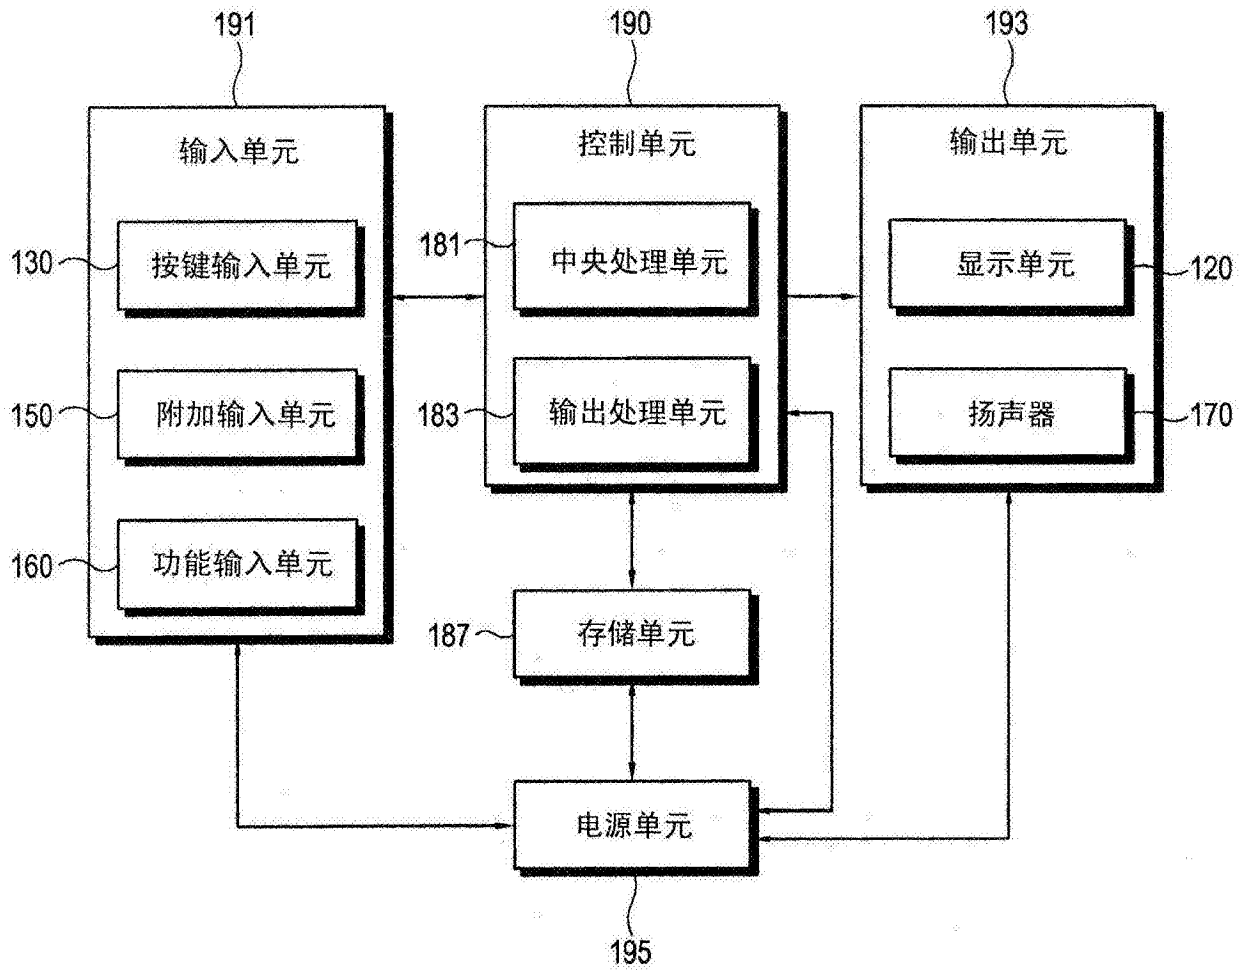 191
190
193
输入单元
控制单元
输出单元
130
按键输入单元
181
中央处理单元
显示单元
120
150
附加输入单元
183
输出处理单元
扬声器
170
160
功能输入单元
187
存储单元
电源单元
195